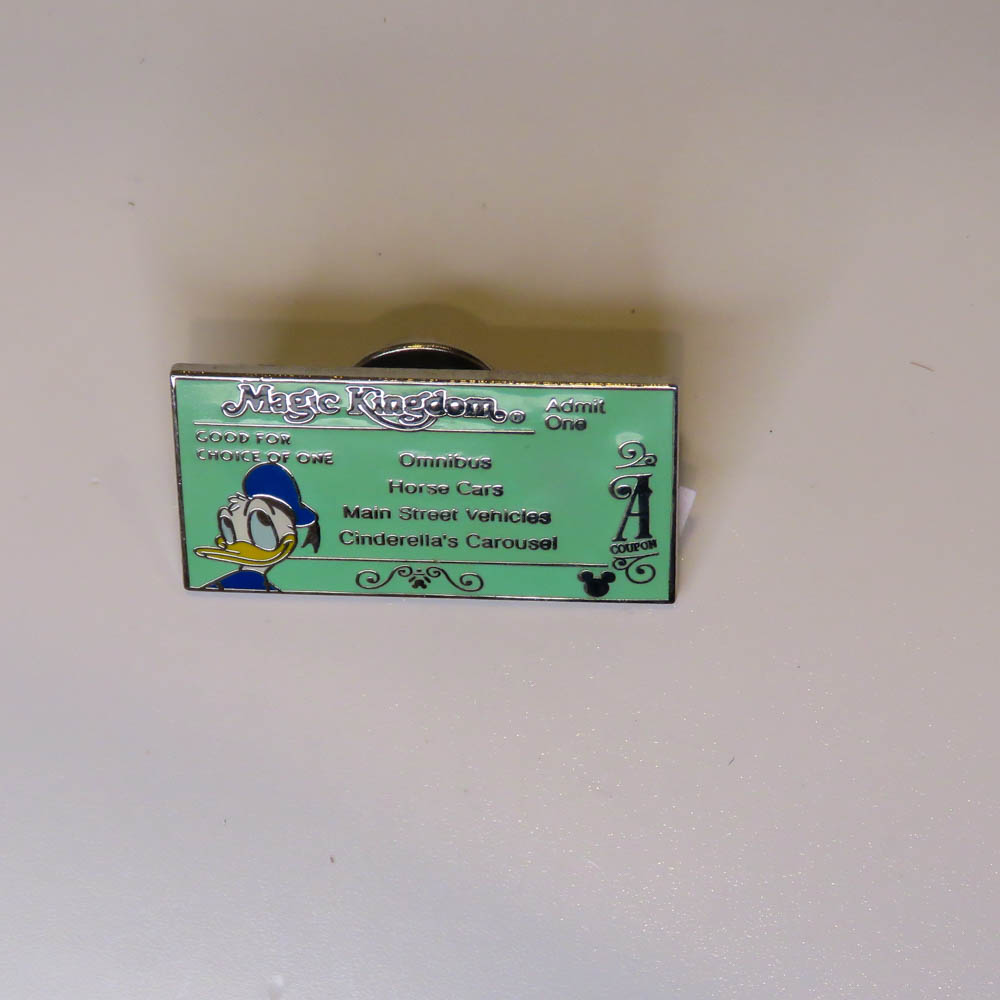 Magic Kingdom®
Admit
One
GOOD FOR
CHOICE OF ONE
Omnibus
Horse Cars
Main Street Vehicles
Cinderella's Carousel
A
COUPON